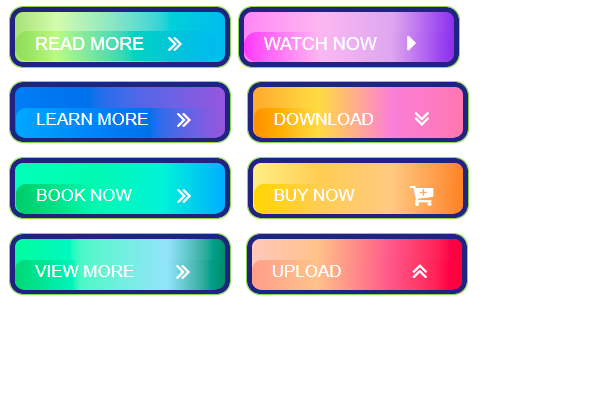 READ MORE
WATCH NOW
LEARN MORE
DOWNLOAD
BOOK NOW
BUY NOW
VIEW MORE
UPLOAD